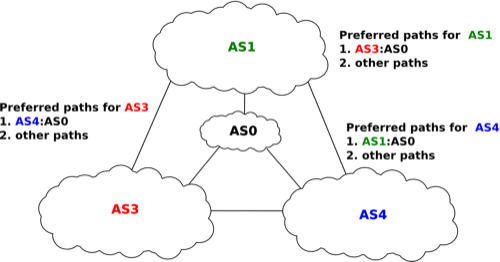 AS1
Preferred paths for AS1
1. AS3:AS0
2. other paths
Preferred paths for AS3
1. AS4:AS0
2. other paths
AS0
Preferred paths for AS4
1. AS1:AS0
2. other paths
AS3
AS4